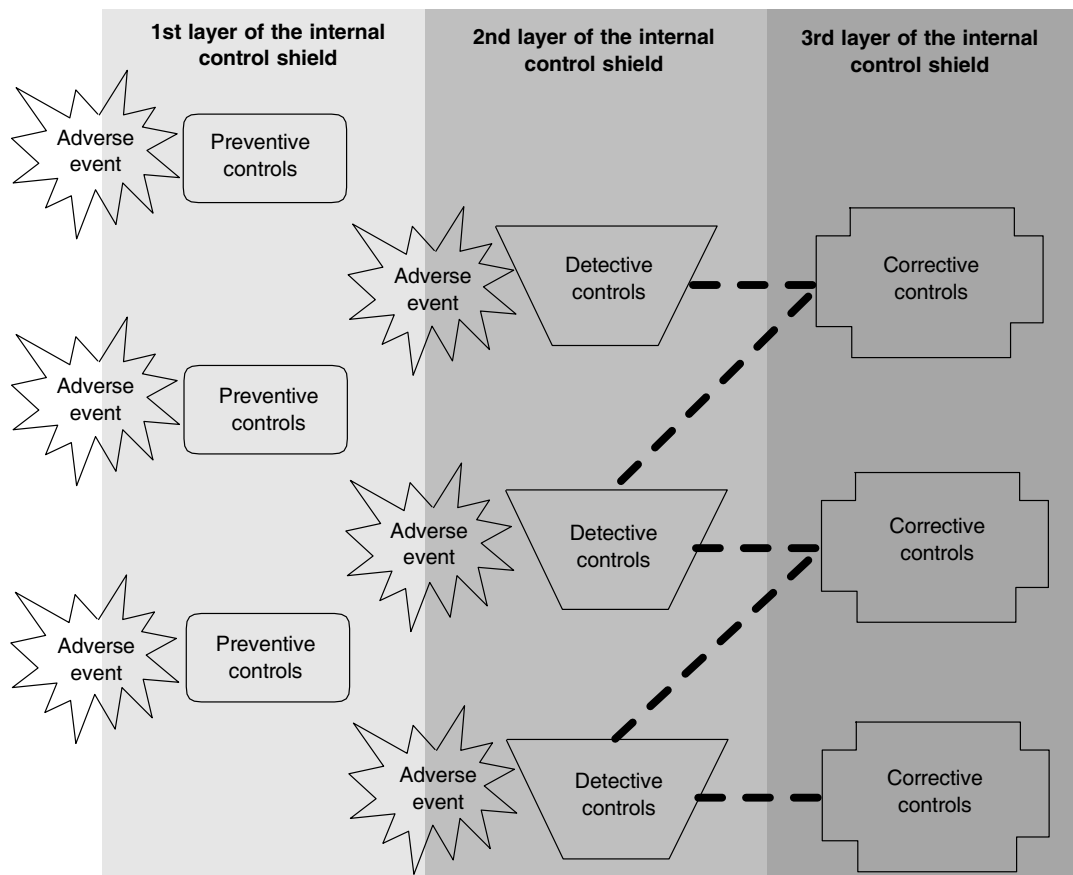 1st layer of the internal
control shield
2nd layer of the internal
control shield
3rd layer of the internal
control shield
Adverse
event
Preventive
controls
Adverse
event
Detective
controls
Corrective
controls
Adverse
event
Preventive
controls
Adverse
event
Detective
controls
Corrective
controls
Adverse
event
Preventive
controls
Adverse
event
Detective
controls
Corrective
controls